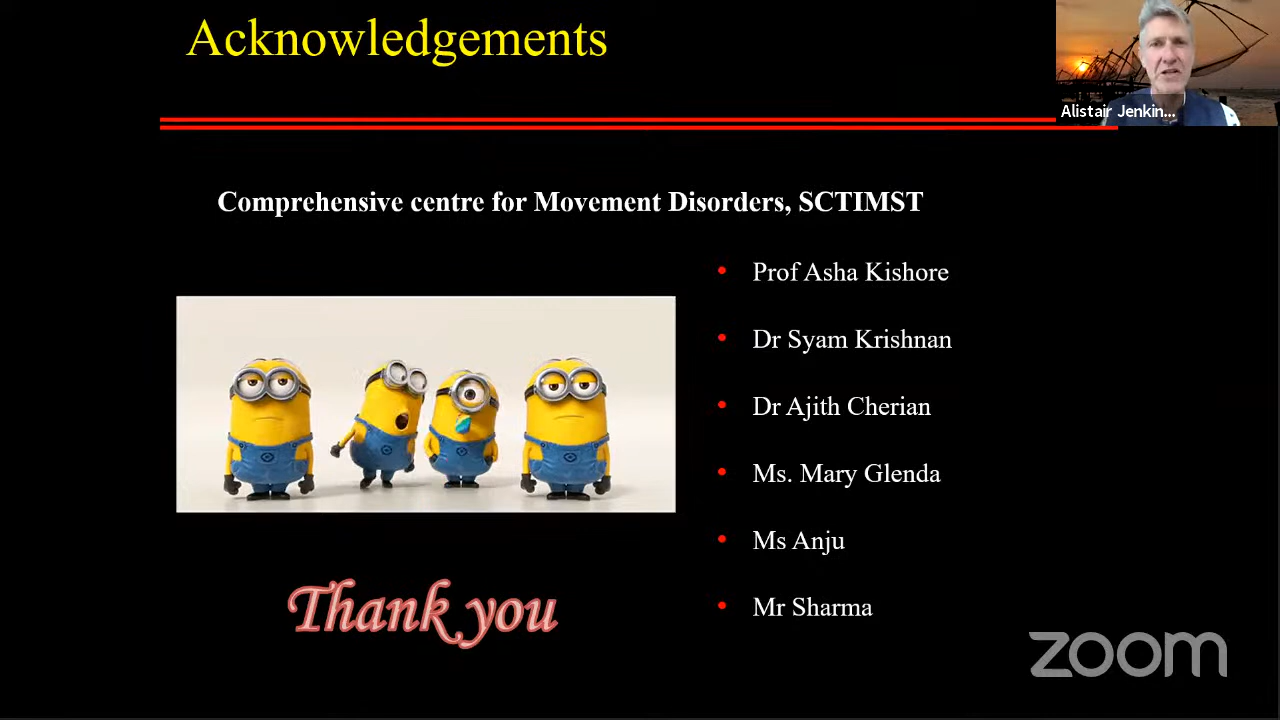 Acknowledgements
Alistair Jenkin...
Comprehensive centre for Movement Disorders, SCTIMST
• Prof Asha Kishore
• Dr Syam Krishnan
• Dr Ajith Cherian
• Ms. Mary Glenda
• Ms Anju
• Mr Sharma
Thank you
zoom